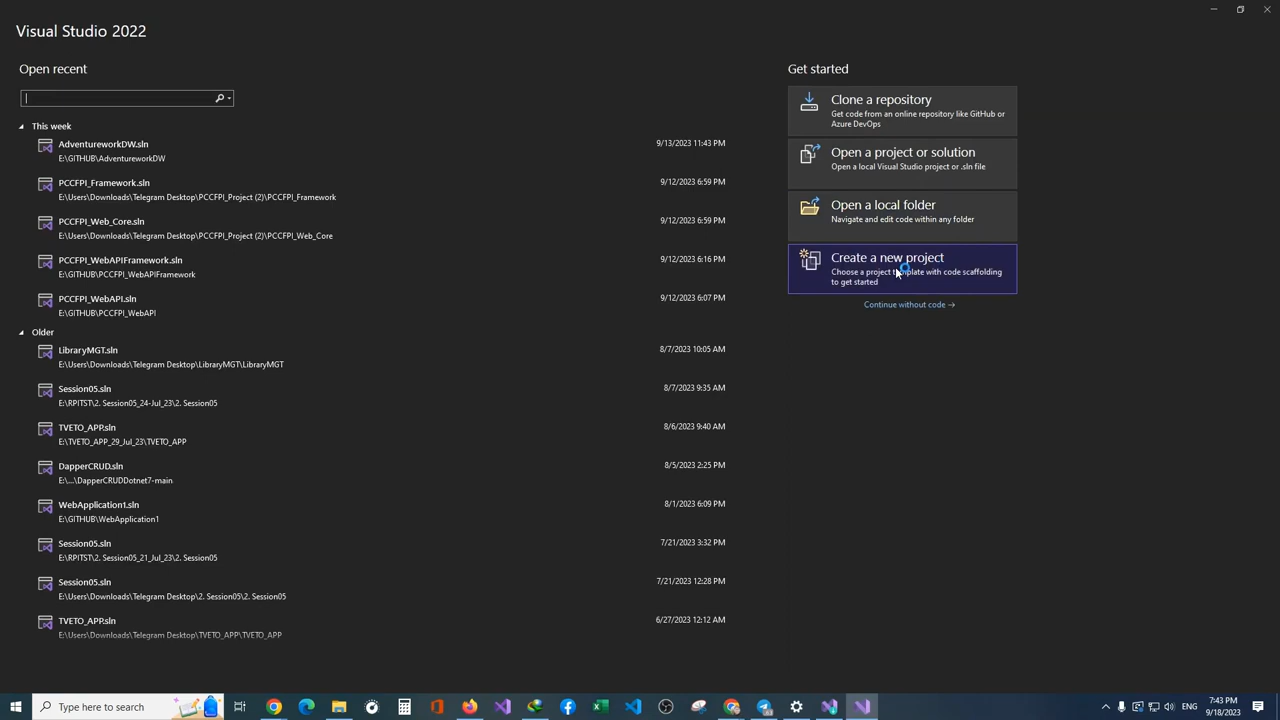 Visual Studio 2022
Open recent
This week
AdventureworkDW.sln
9/13/2023 11:43 PM
E:\GITHUB\AdventureworkDW
PCCFPI_Framework.sln
9/12/2023 6:59 PM
E:\Users\Downloads\Telegram Desktop\PCCFPI_Project (2)\PCCFPI_Framework
PCCFPI_Web_Core.sln
9/12/2023 6:59 PM
E:\Users\Downloads\Telegram Desktop\PCCFPI_Project (2)\PCCFPI_Web_Core
PCCFPI_WebAPIFramework.sln
9/12/2023 6:16 PM
E:\GITHUB\PCCFPI_WebAPIFramework
PCCFPI_WebAPI.sln
9/12/2023 6:07 PM
E:\GITHUB\PCCFPI_WebAPI
Older
LibraryMGT.sln
8/7/2023 10:05 AM
E:\Users\Downloads\Telegram Desktop\LibraryMGT\LibraryMGT
Session05.sln
8/7/2023 9:35 AM
E:\RPITST\2. Session05_24-Jul_23\2. Session05
TVETO_APP.sln
8/6/2023 9:40 AM
E:\TVETO_APP_29_Jul_23\TVETO_APP
DapperCRUD.sln
8/5/2023 2:25 PM
E:\...\DapperCRUDDotnet7-main
WebApplication1.sln
8/1/2023 6:09 PM
E:\GITHUB\WebApplication1
Session05.sln
7/21/2023 3:32 PM
E:\RPITST\2. Session05_21_Jul_23\2. Session05
Session05.sln
7/21/2023 12:28 PM
E:\Users\Downloads\Telegram Desktop\2. Session05\2. Session05
TVETO_APP.sln
6/27/2023 12:12 AM
E:\Users\Downloads\Telegram Desktop\TVETO_APP\TVETO_APP
Get started
Clone a repository
Get code from an online repository like GitHub or
Azure DevOps
Open a project or solution
Open a local Visual Studio project or .sln file
Open a local folder
Navigate and edit code within any folder
Create a new project
Choose a project template with code scaffolding
to get started
Continue without code →
Type here to search
ENG
7:43 PM
9/18/2023